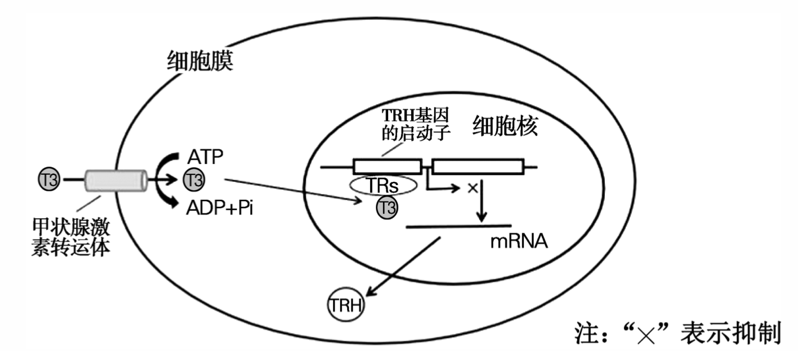 细胞膜
TRH基因
的启动子
细胞核
ATP
T3
T3
ADP+Pi
TRs
×
T3
甲状腺激
素转运体
mRNA
TRH
注：“×”表示抑制